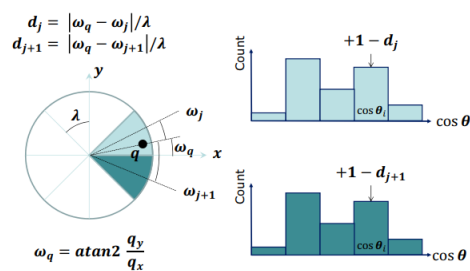 d_j = |ω_q − ω_j|/λ
d_{j+1} = |ω_q − ω_{j+1}|/λ
y
λ
q
ω_j
ω_q
x
ω_{j+1}
ω_q = atan2 q_y/q_x
Count
+1 − d_j
cos θ_i
cos θ
Count
+1 − d_{j+1}
cos θ_i
cos θ